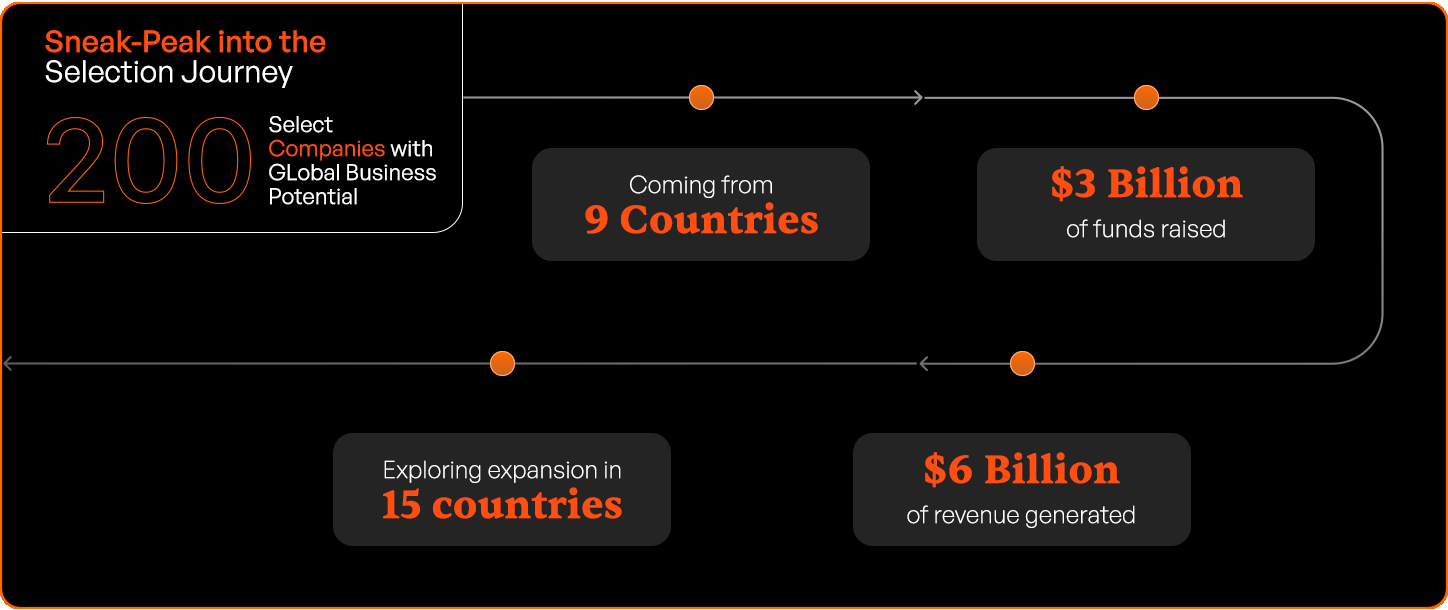 Sneak-Peak into the
Selection Journey
200
Select
Companies with
GLobal Business
Potential
Coming from
9 Countries
$3 Billion
of funds raised
$6 Billion
of revenue generated
Exploring expansion in
15 countries